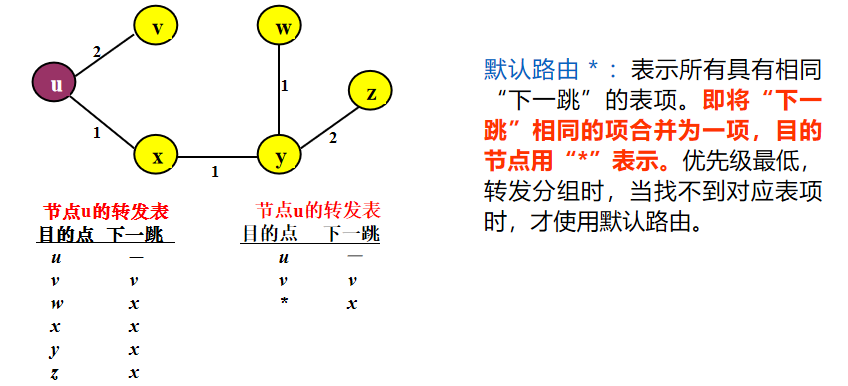 v
w
2
u
1
z
1
2
x
y
1
默认路由 * ：表示所有具有相同
“下一跳”的表项。即将“下一
跳”相同的项合并为一项，目的
节点用“*”表示。优先级最低，
转发分组时，当找不到对应表项
时，才使用默认路由。
节点u的转发表
目的点 下一跳
u —
v v
w x
x x
y x
z x
节点u的转发表
目的点 下一跳
u —
v v
* x